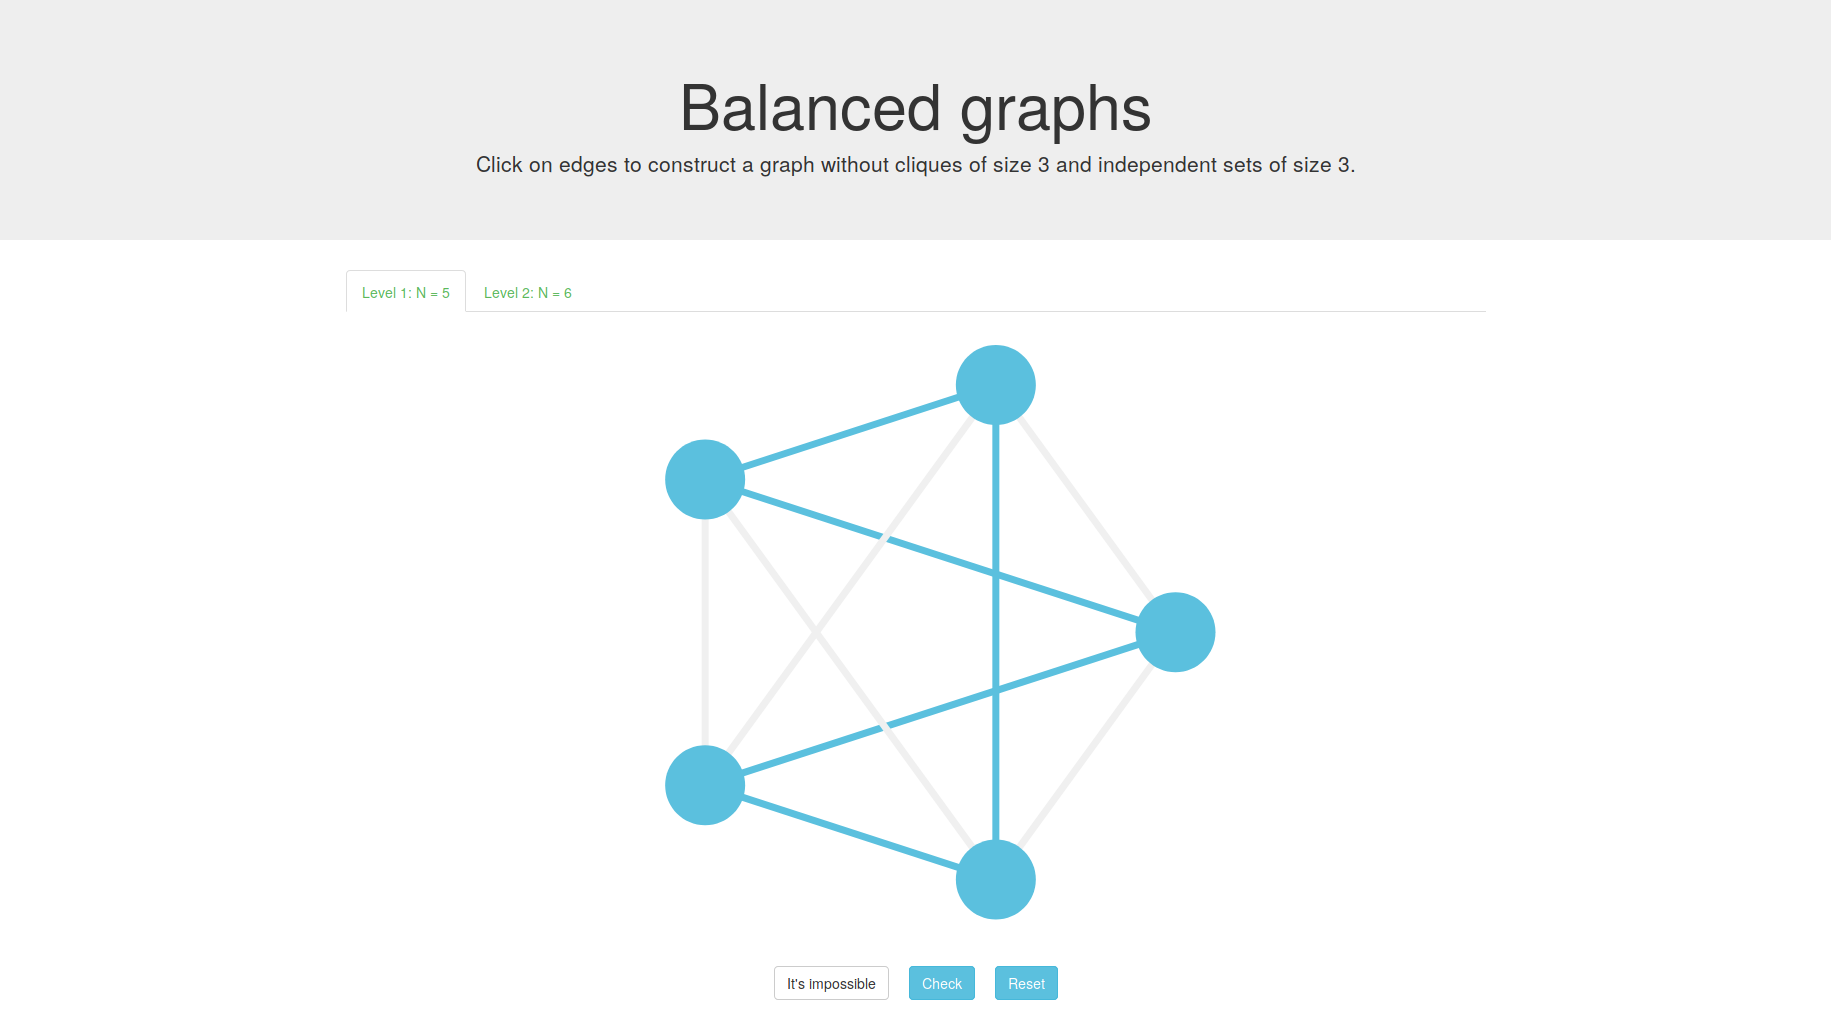 Balanced graphs
Click on edges to construct a graph without cliques of size 3 and independent sets of size 3.
Level 1: N = 5
Level 2: N = 6
It's impossible
Check
Reset